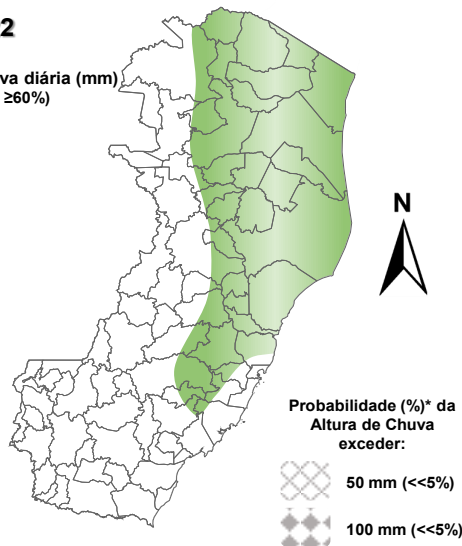 2
va diária (mm)
≥60%)
N
Probabilidade (%)* da
Altura de Chuva
exceder:
50 mm (<<5%)
100 mm (<<5%)